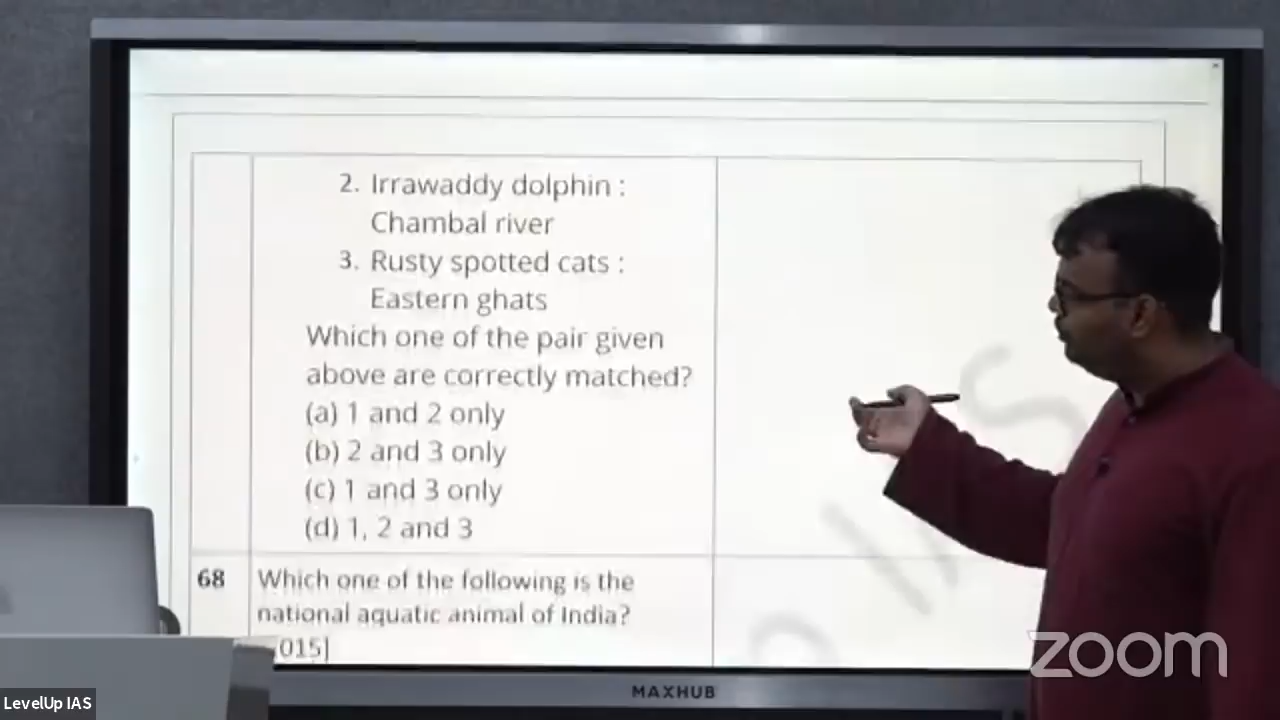 2. Irrawaddy dolphin :
Chambal river
3. Rusty spotted cats :
Eastern ghats
Which one of the pair given
above are correctly matched?
(a) 1 and 2 only
(b) 2 and 3 only
(c) 1 and 3 only
(d) 1, 2 and 3
68 Which one of the following is the
national aquatic animal of India?
015]
IAS
MAXHUB
zoom
LevelUp IAS